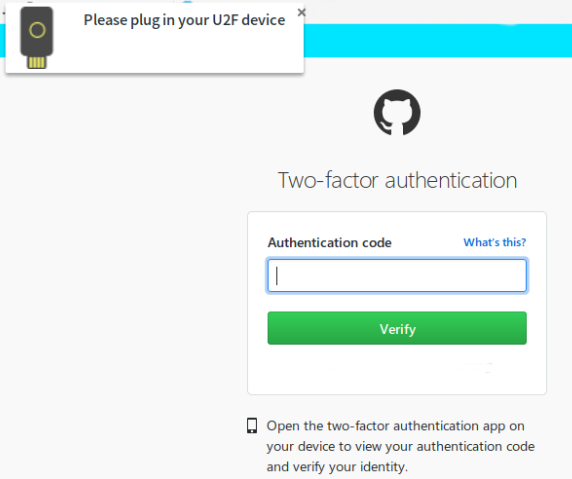 Please plug in your U2F device
Two-factor authentication
Authentication code
What's this?
Verify
Open the two-factor authentication app on
your device to view your authentication code
and verify your identity.